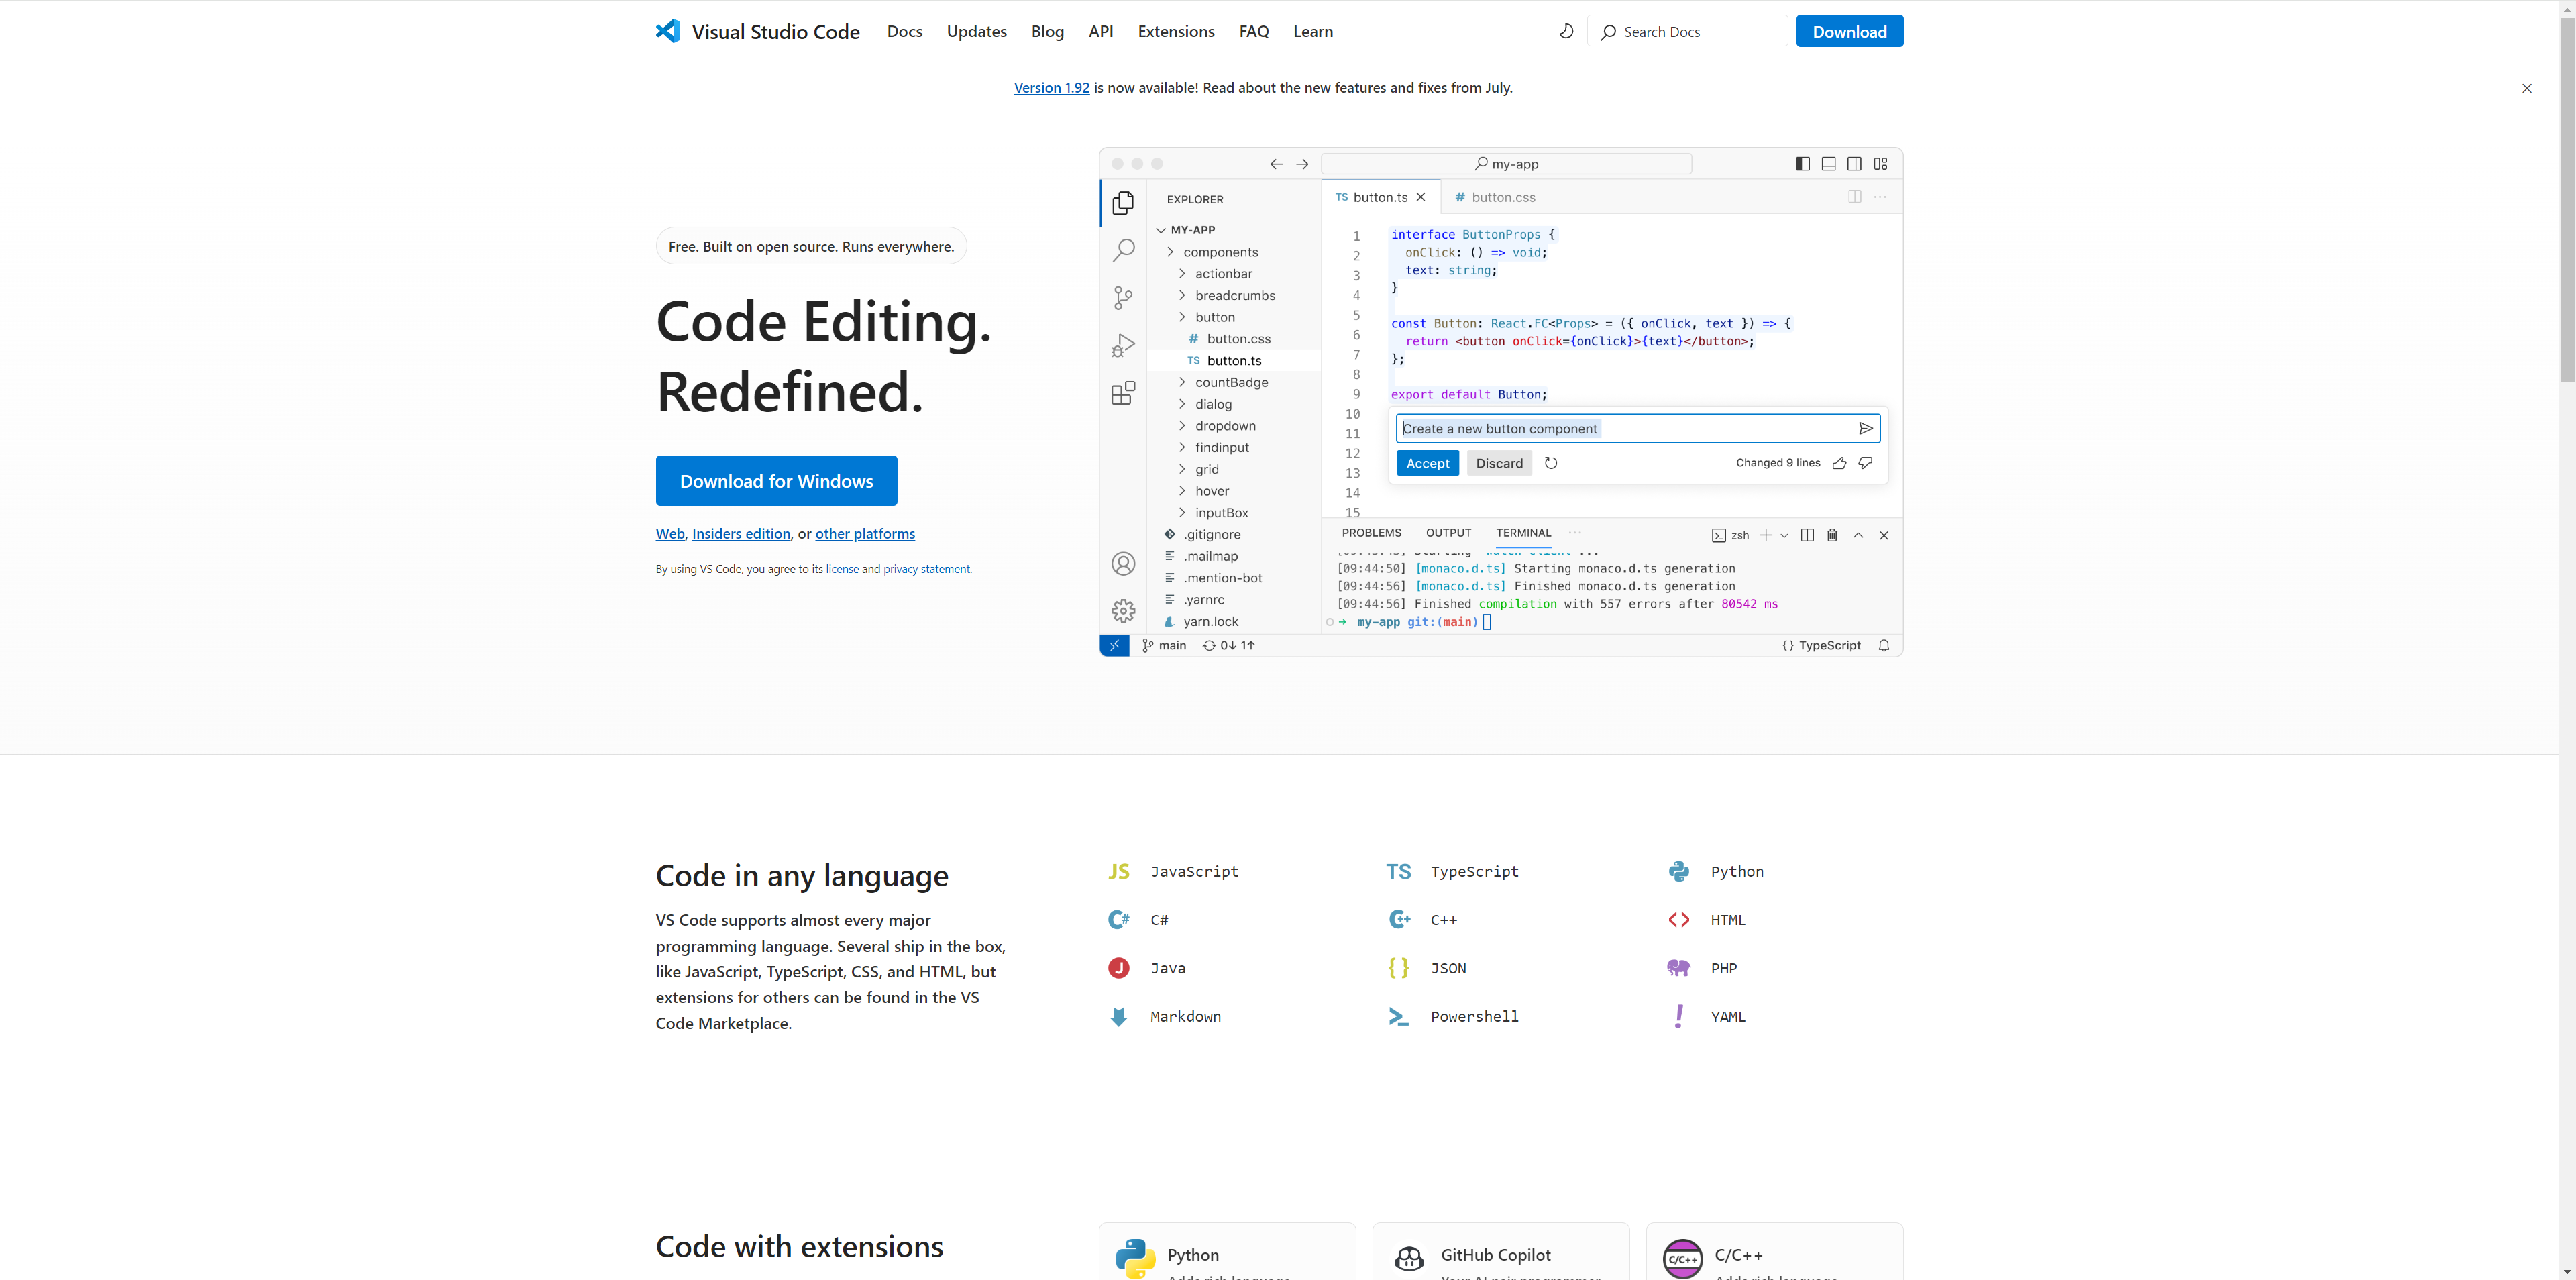 Visual Studio Code Docs Updates Blog API Extensions FAQ Learn Search Docs Download
Version 1.92 is now available! Read about the new features and fixes from July.
Free. Built on open source. Runs everywhere.
Code Editing.
Redefined.
Download for Windows
Web, Insiders edition, or other platforms
By using VS Code, you agree to its license and privacy statement.
my-app
EXPLORER
MY-APP
components
actionbar
breadcrumbs
button
# button.css
TS button.ts
countBadge
dialog
dropdown
findinput
grid
hover
inputBox
.gitignore
.mailmap
.mention-bot
.yarnrc
yarn.lock
TS button.ts # button.css
1 interface ButtonProps {
2 onClick: () => void;
3 text: string;
4 }
5
6 const Button: React.FC<Props> = ({ onClick, text }) => {
7 return <button onClick={onClick}>{text}</button>;
8 };
9 export default Button;
10
11
12
13
14
15
Create a new button component
Accept Discard Changed 9 lines
PROBLEMS OUTPUT TERMINAL zsh
[09:44:50] [monaco.d.ts] Starting monaco.d.ts generation
[09:44:56] [monaco.d.ts] Finished monaco.d.ts generation
[09:44:56] Finished compilation with 557 errors after 80542 ms
my-app git:(main)
main 0↓ 1↑ {} TypeScript
Code in any language
VS Code supports almost every major
programming language. Several ship in the box,
like JavaScript, TypeScript, CSS, and HTML, but
extensions for others can be found in the VS
Code Marketplace.
JS JavaScript TS TypeScript Python
C# C# C++ C++ <> HTML
J Java {} JSON PHP
Markdown Powershell ! YAML
Code with extensions
Python GitHub Copilot C/C++ C/C++